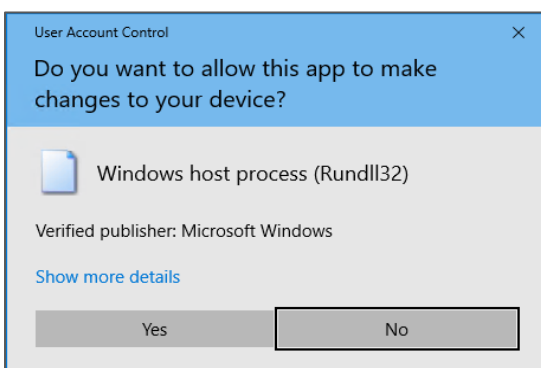 User Account Control
Do you want to allow this app to make
changes to your device?
Windows host process (Rundll32)
Verified publisher: Microsoft Windows
Show more details
Yes
No